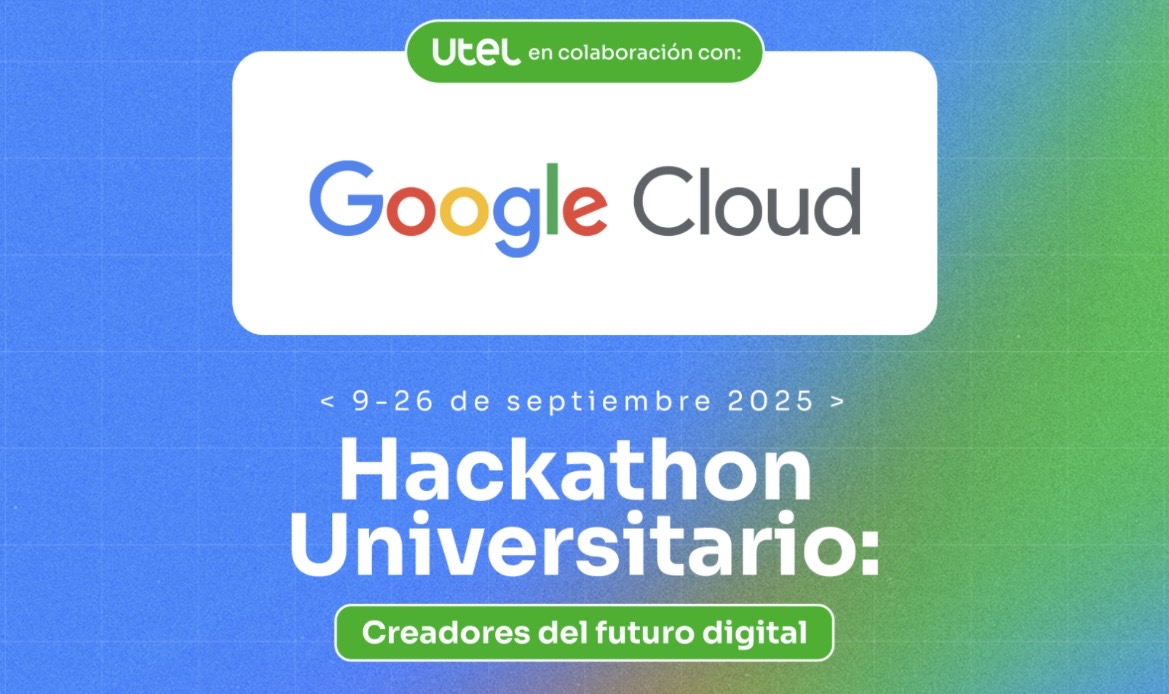 utel en colaboración con:
Google Cloud
< 9-26 de septiembre 2025 >
Hackathon
Universitario:
Creadores del futuro digital